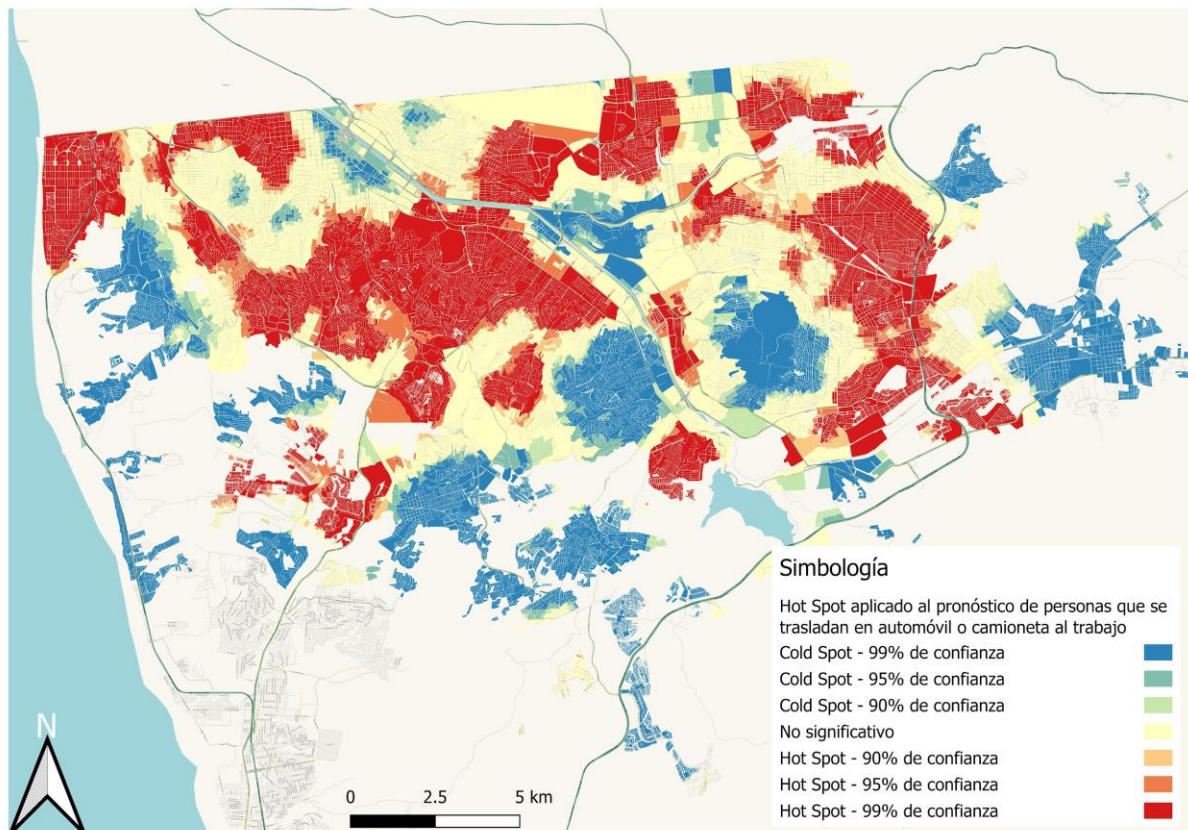 Simbología
Hot Spot aplicado al pronóstico de personas que se
trasladan en automóvil o camioneta al trabajo
Cold Spot - 99% de confianza
Cold Spot - 95% de confianza
Cold Spot - 90% de confianza
No significativo
Hot Spot - 90% de confianza
Hot Spot - 95% de confianza
Hot Spot - 99% de confianza
N
0 2.5 5 km